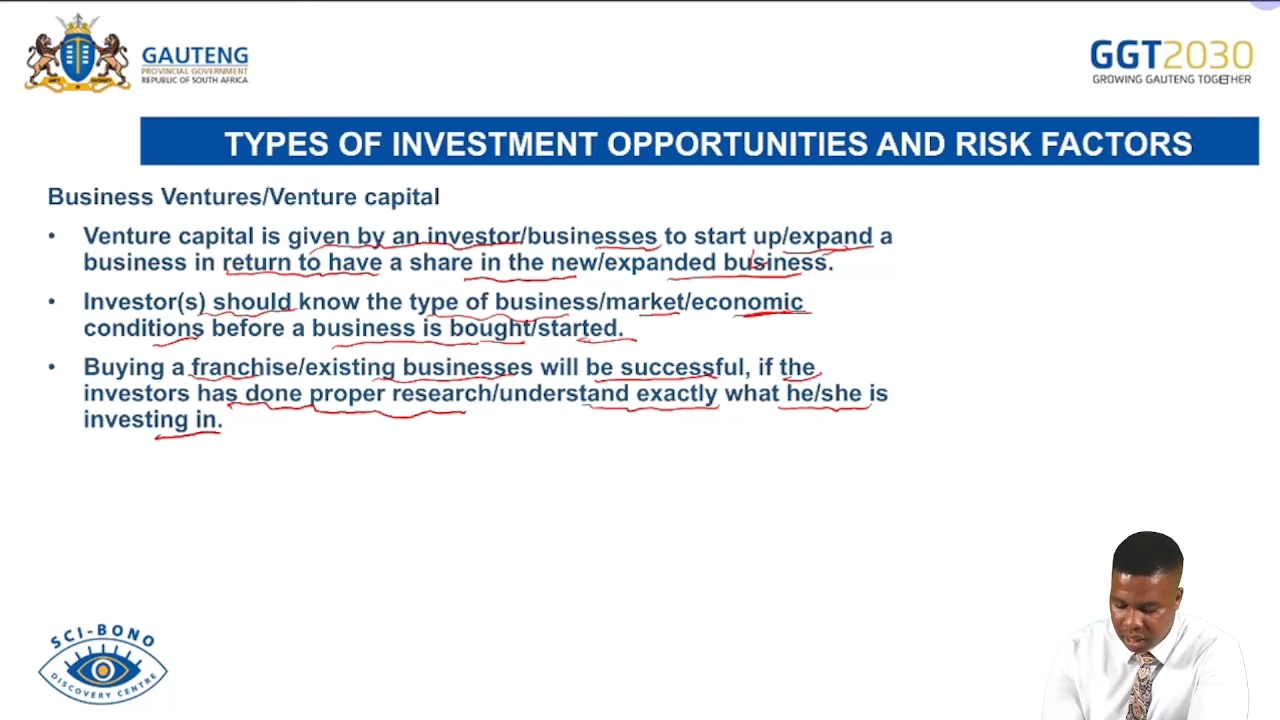 GAUTENG
PROVINCIAL GOVERNMENT
REPUBLIC OF SOUTH AFRICA
GGT2030
GROWING GAUTENG TOGETHER
TYPES OF INVESTMENT OPPORTUNITIES AND RISK FACTORS
Business Ventures/Venture capital
• Venture capital is given by an investor/businesses to start up/expand a
business in return to have a share in the new/expanded business.
• Investor(s) should know the type of business/market/economic
conditions before a business is bought/started.
• Buying a franchise/existing businesses will be successful, if the
investors has done proper research/understand exactly what he/she is
investing in.
SCI-BONO
DISCOVERY CENTRE